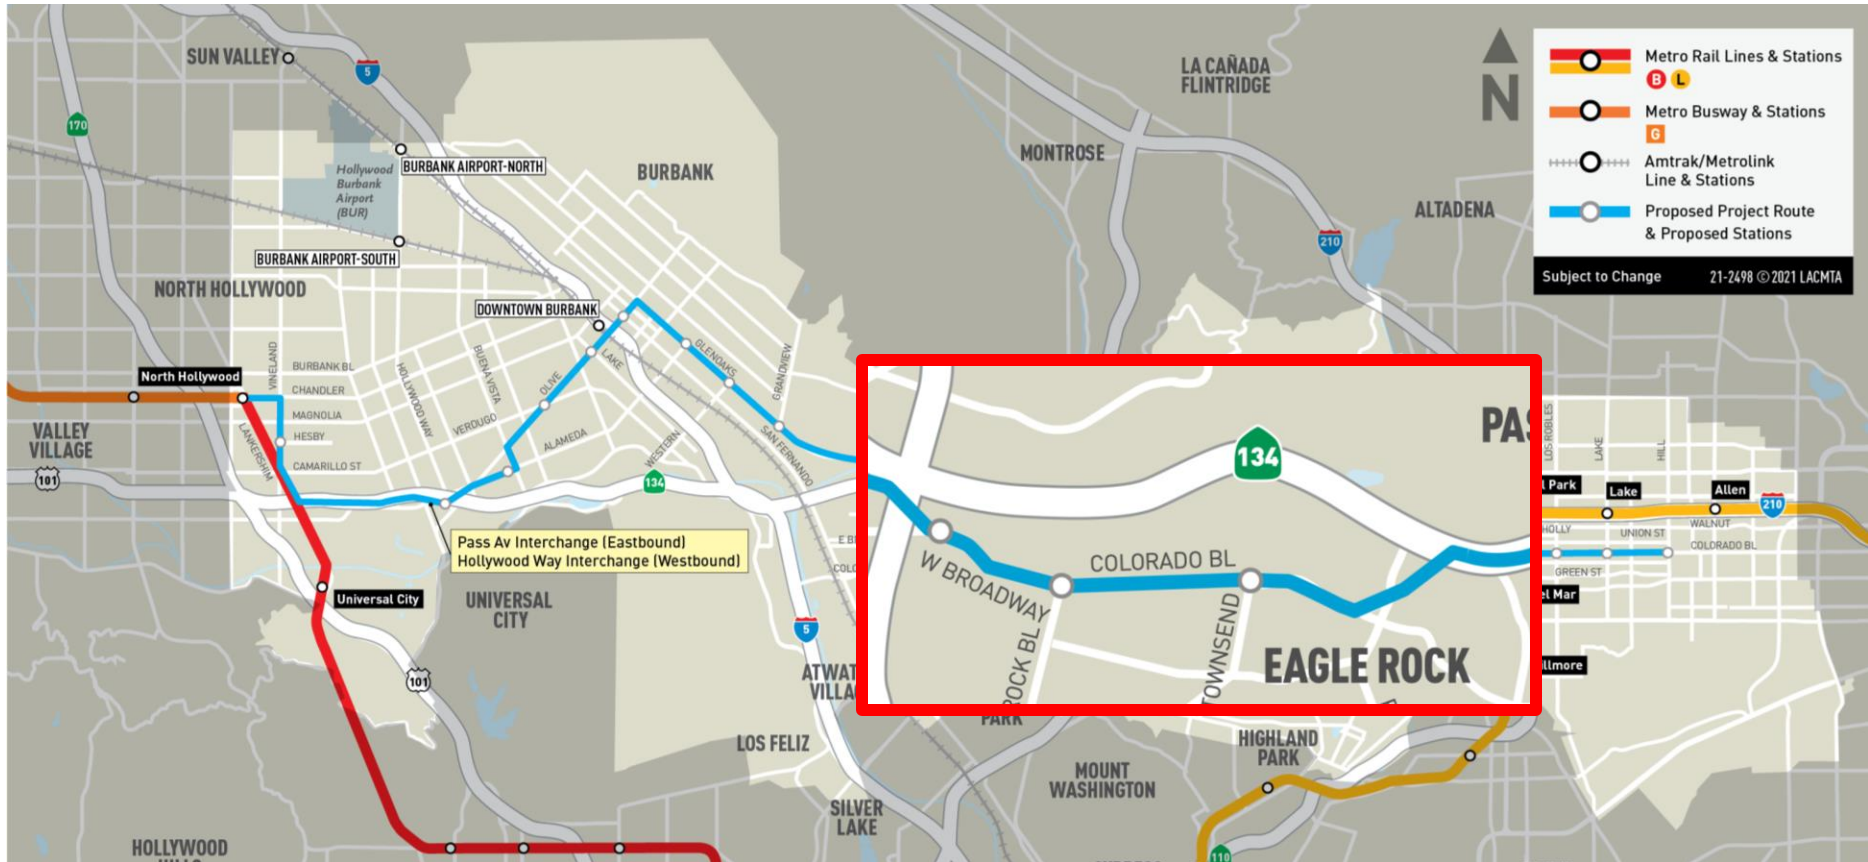 SUN VALLEY
5
170
Hollywood
Burbank
Airport
(BUR)
BURBANK AIRPORT-NORTH
BURBANK
BURBANK AIRPORT-SOUTH
NORTH HOLLYWOOD
DOWNTOWN BURBANK
LA CAÑADA
FLINTRIDGE
MONTROSE
ALTADENA
210
N
Metro Rail Lines & Stations
B L
Metro Busway & Stations
G
Amtrak/Metrolink
Line & Stations
Proposed Project Route
& Proposed Stations
Subject to Change 21-2498 © 2021 LACMTA
North Hollywood
VINELAND
BURBANK BL
CHANDLER
MAGNOLIA
HESBY
CAMARILLO ST
LANKERSHIM
HOLLYWOOD WAY
BUENA VISTA
VERDUGO
OLIVE
ALAMEDA
LAKE
GLENOAKS
GRANDVIEW
WESTERN
SAN FERNANDO
134
VALLEY
VILLAGE
101
Pass Av Interchange (Eastbound)
Hollywood Way Interchange (Westbound)
Universal City
UNIVERSAL
CITY
101
5
LOS FELIZ
SILVER
LAKE
HOLLYWOOD
134
W BROADWAY
COLORADO BL
ROCK BL
TOWNSEND
EAGLE ROCK
PARK
MOUNT
WASHINGTON
HIGHLAND
PARK
110
LOS ROBLES
LAKE
HILL
Park
Lake
Allen
210
HOLLY
UNION ST
WALNUT
COLORADO BL
GREEN ST
Mar